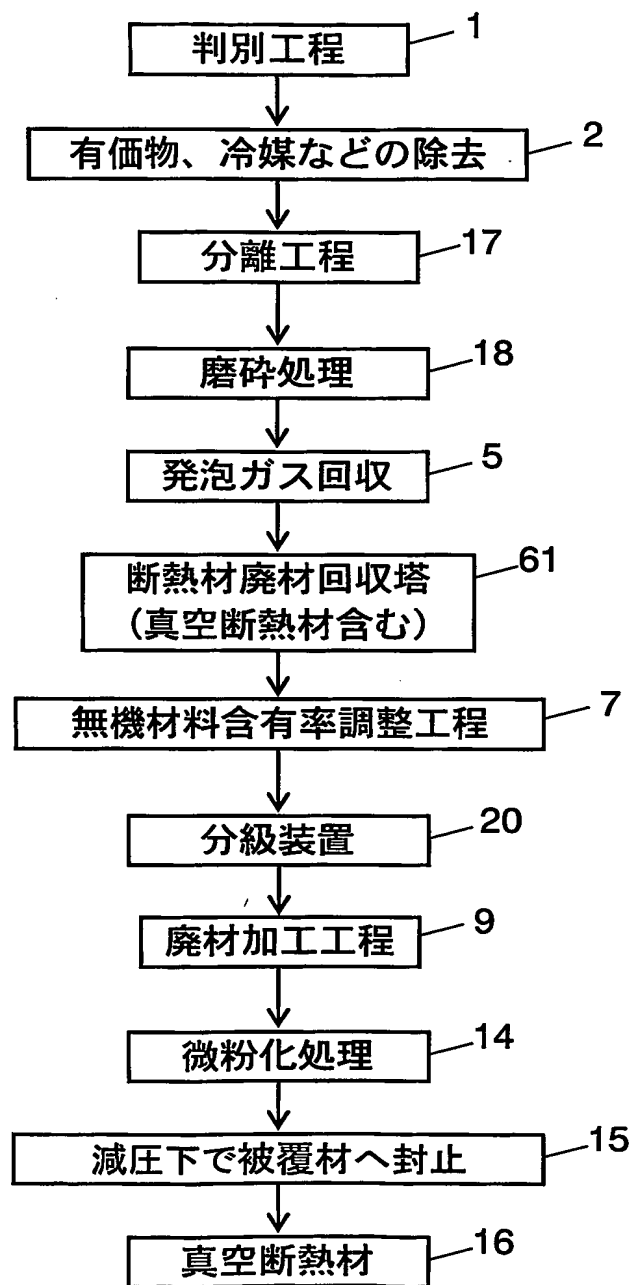 判別工程
1
有価物、冷媒などの除去
2
分離工程
17
磨砕処理
18
発泡ガス回収
5
断熱材廃材回収塔
(真空断熱材含む)
61
無機材料含有率調整工程
7
分級装置
20
廃材加工工程
9
微粉化処理
14
減圧下で被覆材へ封止
15
真空断熱材
16